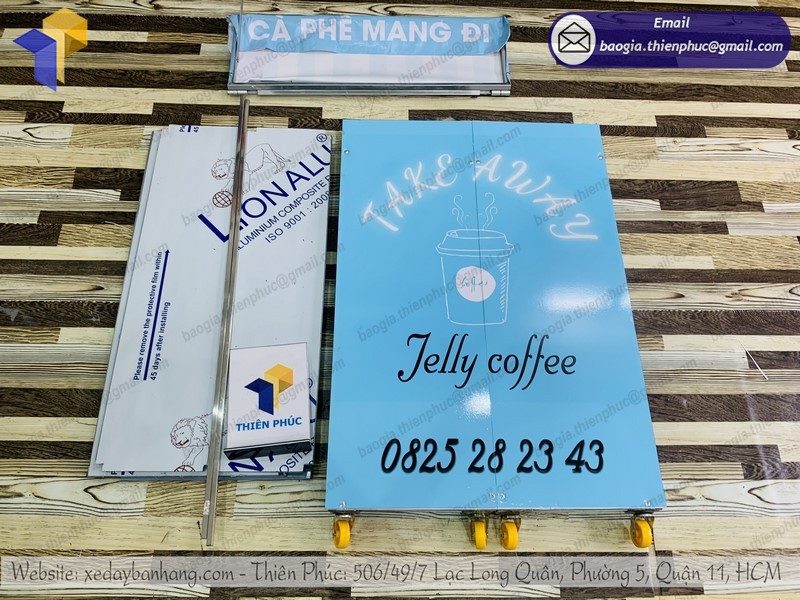 CÀ PHÊ MANG ĐI
Email
baogia.thienphuc@gmail.com
LIONALU®
ALUMINIUM COMPOSITE
ISO 9001 : 2008
Please remove the protective film within
45 days after installing
THIÊN PHÚC
TAKE AWAY
Coffee
Jelly coffee
0825 28 23 43
Website: xedaybanhang.com - Thiên Phúc: 506/49/7 Lạc Long Quân, Phường 5, Quận 11, HCM